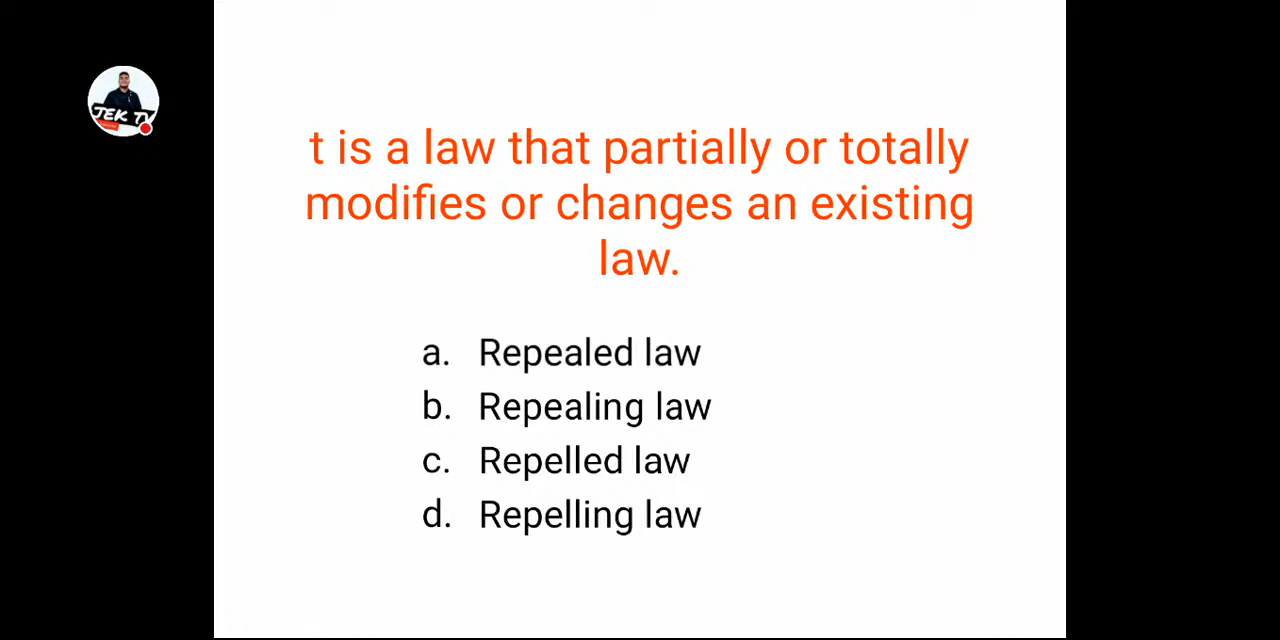 JEK TV
t is a law that partially or totally
modifies or changes an existing
law.
a. Repealed law
b. Repealing law
c. Repelled law
d. Repelling law